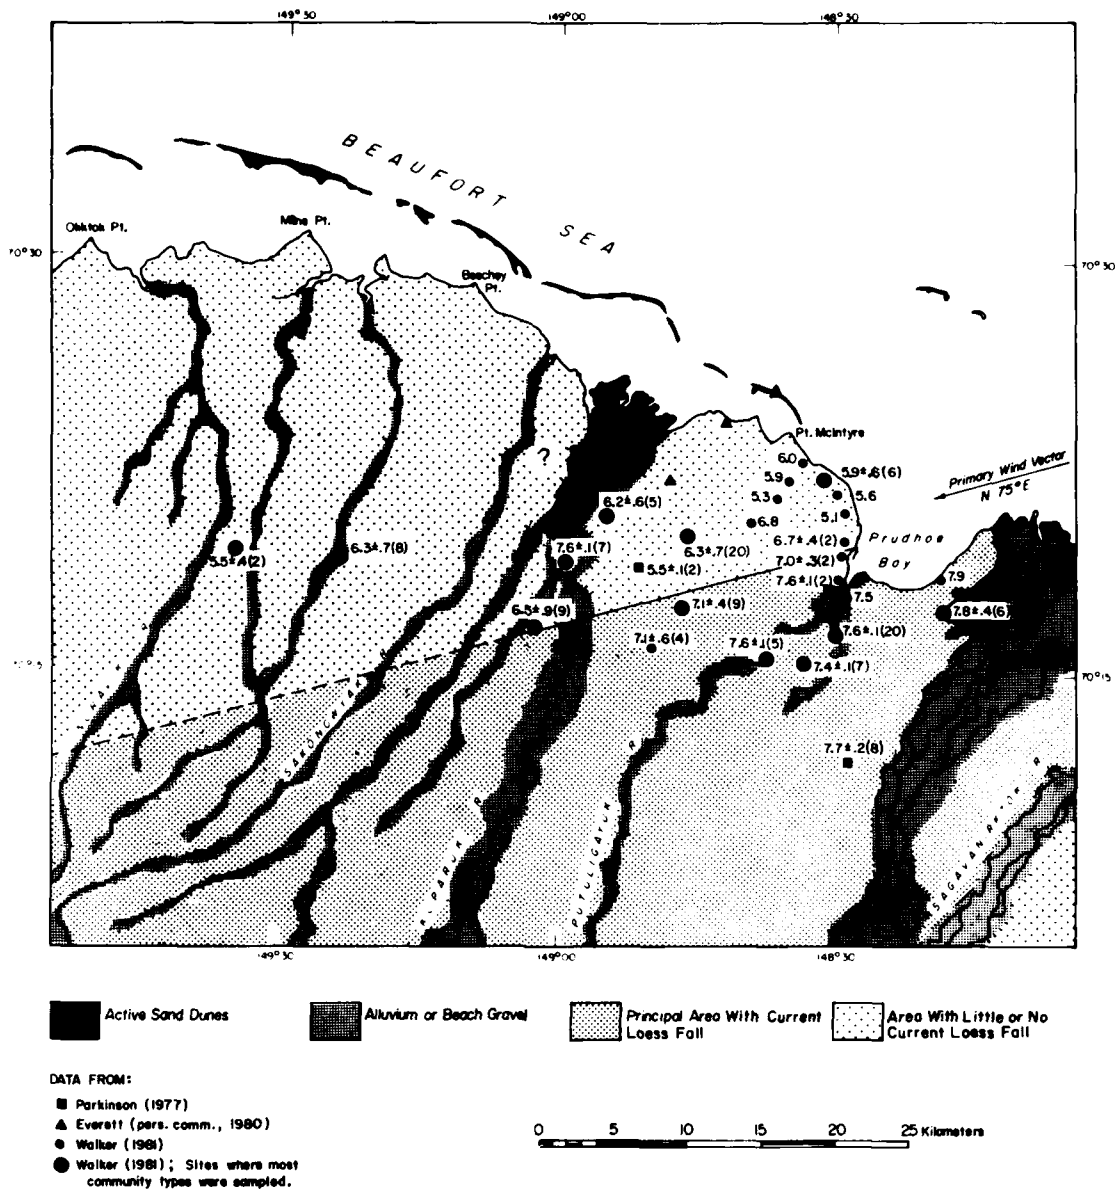 149°30
149°00
148°30
BEAUFORT SEA
Oliktok Pt.
Milne Pt.
Beechey Pt.
70°30
70°30
Pt. McIntyre
6.0
5.9
5.9±.6(6)
Primary Wind Vector
N 75°E
5.3
5.6
?
6.2±.6(5)
6.8
5.1
6.7±.4(2)
Prudhoe Bay
5.5±.4(2)
6.3±.7(8)
7.6±.1(7)
6.3±.7(20)
7.0±.3(2)
5.5±.1(2)
7.6±.1(2)
7.9
7.5
6.5±.9(9)
7.1±.4(9)
7.8±.4(6)
7.6±.1(20)
7.1±.6(4)
7.6±.1(5)
7.4±.1(7)
70°15
7.7±.2(8)
KUPARUK R
PUTULIGAYUK R
SAGAVANIRKTOK R
149°30
149°00
148°30
Active Sand Dunes
Alluvium or Beach Gravel
Principal Area With Current
Loess Fall
Area With Little or No
Current Loess Fall
DATA FROM:
Parkinson (1977)
Everett (pers. comm., 1980)
Walker (1981)
Walker (1981); Sites where most
community types were sampled.
0 5 10 15 20 25 Kilometers